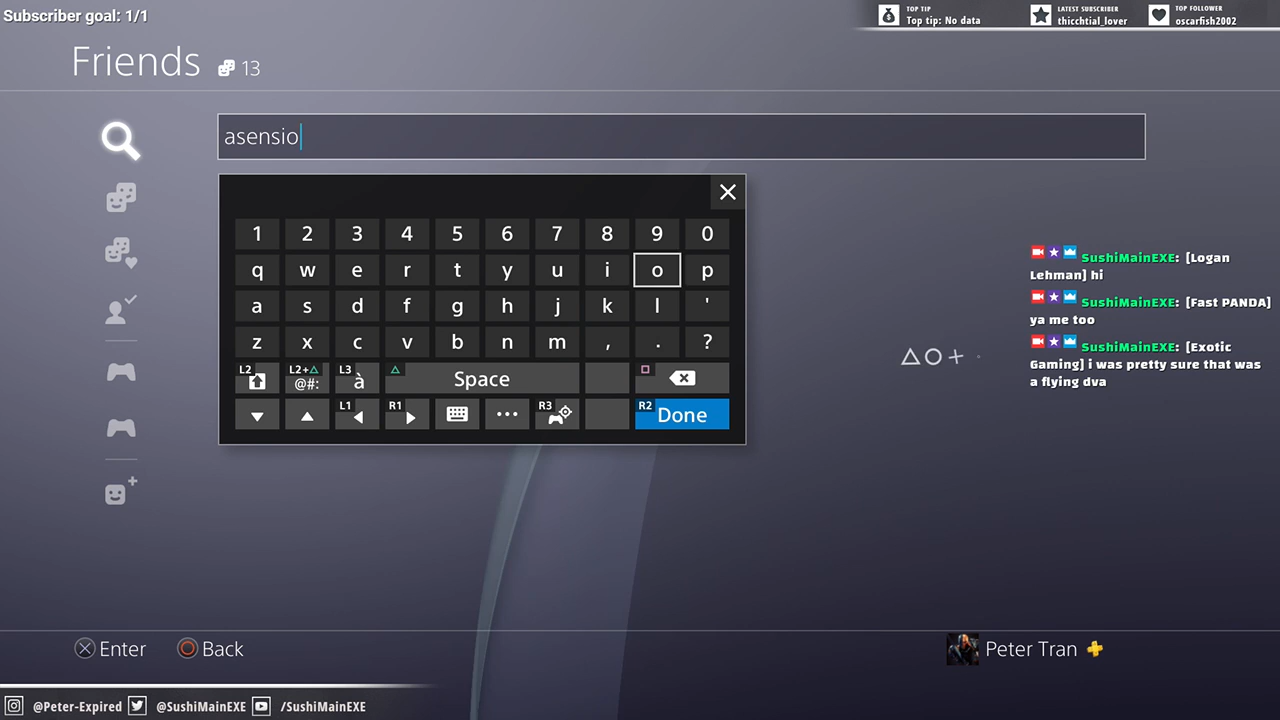 Subscriber goal: 1/1
TOP TIP
Top tip: No data
LATEST SUBSCRIBER
thicchtial_lover
TOP FOLLOWER
oscarfish2002
Friends 13
asensio
1 2 3 4 5 6 7 8 9 0
q w e r t y u i o p
a s d f g h j k l '
z x c v b n m , . ?
L2 L2+△ @#: L3 à △ Space □
L1 R1 ... R3 R2 Done
SushiMainEXE: [Logan
Lehman] hi
SushiMainEXE: [Fast PANDA]
ya me too
SushiMainEXE: [Exotic
Gaming] i was pretty sure that was
a flying dva
Enter Back
Peter Tran
@Peter-Expired @SushiMainEXE /SushiMainEXE